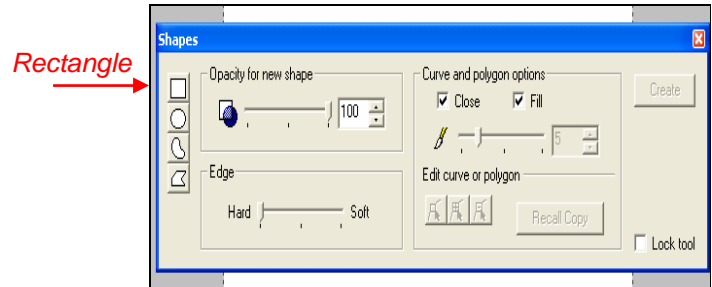 Shapes
Rectangle
Opacity for new shape
100
Curve and polygon options
Close Fill
Create
5
Edge
Hard Soft
Edit curve or polygon
Recall Copy
Lock tool